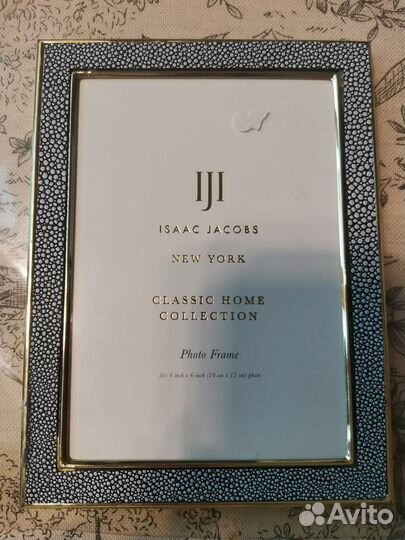 IJI
ISAAC JACOBS
NEW YORK
CLASSIC HOME
COLLECTION
Photo Frame
fits 4 inch x 6 inch (10 cm x 15 cm) photo
Avito